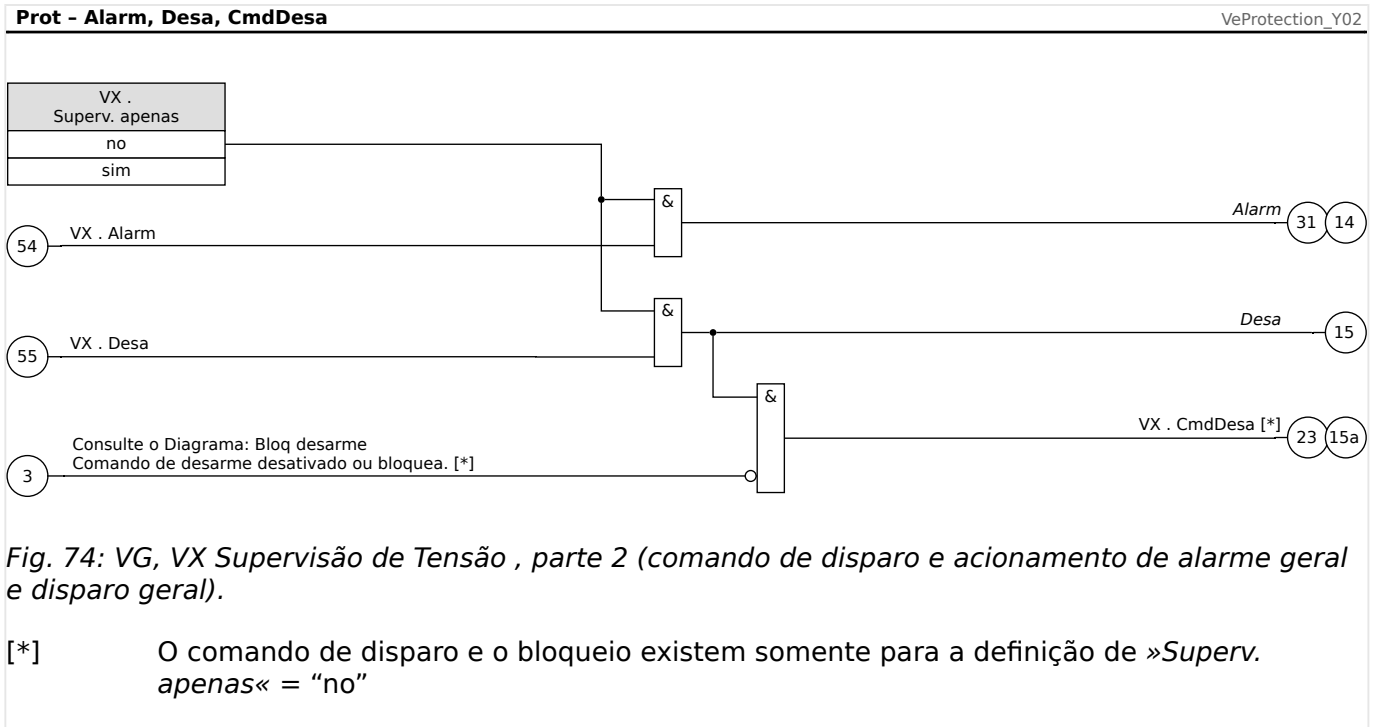 Prot – Alarm, Desa, CmdDesa
VeProtection_Y02
VX .
Superv. apenas
no
sim
&
Alarm
31
14
54
VX . Alarm
&
Desa
15
55
VX . Desa
&
VX . CmdDesa [*]
23
15a
Consulte o Diagrama: Bloq desarme
Comando de desarme desativado ou bloquea. [*]
3
Fig. 74: VG, VX Supervisão de Tensão , parte 2 (comando de disparo e acionamento de alarme geral
e disparo geral).
[*] O comando de disparo e o bloqueio existem somente para a definição de »Superv.
apenas« = “no”